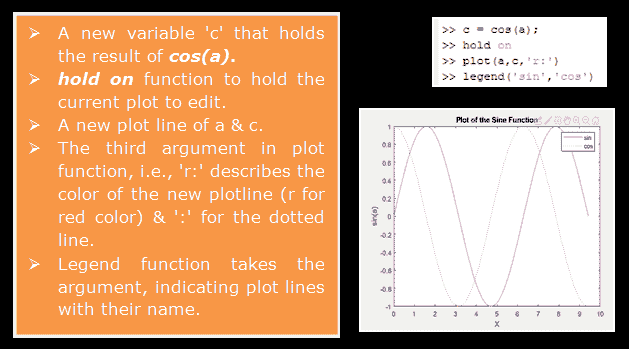 ➤ A new variable 'c' that holds
the result of cos(a).
➤ hold on function to hold the
current plot to edit.
➤ A new plot line of a & c.
➤ The third argument in plot
function, i.e., 'r:' describes the
color of the new plotline (r for
red color) & ':' for the dotted
line.
➤ Legend function takes the
argument, indicating plot lines
with their name.
>> c = cos(a);
>> hold on
>> plot(a,c,'r:')
>> legend('sin','cos')
Plot of the Sine Function
sin
cos
1
0.8
0.6
0.4
0.2
0
-0.2
-0.4
-0.6
-0.8
-1
0 1 2 3 4 5 6 7 8 9 10
X